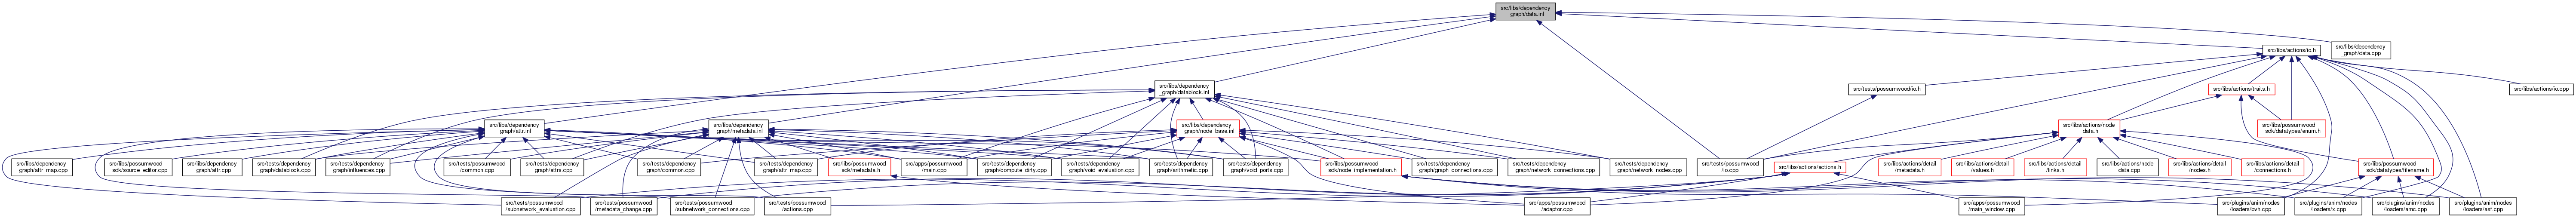 src/libs/dependency
_graph/data.inl
src/libs/actions/io.h
src/libs/dependency
_graph/data.cpp
src/libs/dependency
_graph/datablock.inl
src/tests/possumwood/io.h
src/libs/actions/traits.h
src/libs/actions/io.cpp
src/libs/dependency
_graph/attr.inl
src/libs/dependency
_graph/metadata.inl
src/libs/dependency
_graph/node_base.inl
src/libs/actions/node
_data.h
src/libs/possumwood
_sdk/datatypes/enum.h
src/libs/dependency
_graph/attr_map.cpp
src/libs/possumwood
_sdk/source_editor.cpp
src/libs/dependency
_graph/attr.cpp
src/tests/dependency
_graph/datablock.cpp
src/tests/dependency
_graph/influences.cpp
src/tests/possumwood
/common.cpp
src/tests/dependency
_graph/attrs.cpp
src/tests/dependency
_graph/common.cpp
src/tests/dependency
_graph/attr_map.cpp
src/libs/possumwood
_sdk/metadata.h
src/apps/possumwood
/main.cpp
src/tests/dependency
_graph/compute_dirty.cpp
src/tests/dependency
_graph/void_evaluation.cpp
src/tests/dependency
_graph/arithmetic.cpp
src/tests/dependency
_graph/void_ports.cpp
src/libs/possumwood
_sdk/node_implementation.h
src/tests/dependency
_graph/graph_connections.cpp
src/tests/dependency
_graph/network_connections.cpp
src/tests/dependency
_graph/network_nodes.cpp
src/tests/possumwood
/io.cpp
src/libs/actions/actions.h
src/libs/actions/detail
/metadata.h
src/libs/actions/detail
/values.h
src/libs/actions/detail
/links.h
src/libs/actions/node
_data.cpp
src/libs/actions/detail
/nodes.h
src/libs/actions/detail
/connections.h
src/libs/possumwood
_sdk/datatypes/filename.h
src/tests/possumwood
/subnetwork_evaluation.cpp
src/tests/possumwood
/metadata_change.cpp
src/tests/possumwood
/subnetwork_connections.cpp
src/tests/possumwood
/actions.cpp
src/apps/possumwood
/adaptor.cpp
src/apps/possumwood
/main_window.cpp
src/plugins/anim/nodes
/loaders/bvh.cpp
src/plugins/anim/nodes
/loaders/x.cpp
src/plugins/anim/nodes
/loaders/amc.cpp
src/plugins/anim/nodes
/loaders/asf.cpp